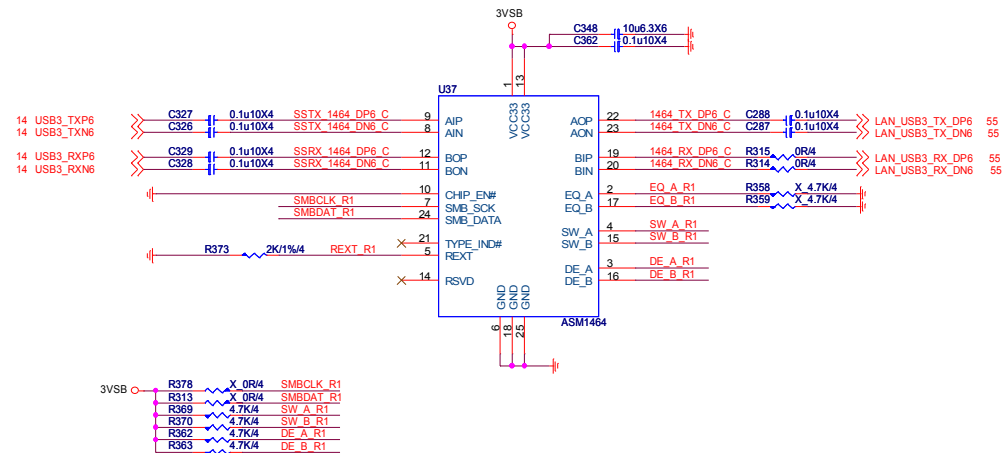 3VSB
C348 10u6.3X6
C362 0.1u10X4
U37
1 13
VCC33 VCC33
14 USB3_TXP6 C327 0.1u10X4 SSTX_1464_DP6_C 9 AIP AOP 22 1464_TX_DP6_C C288 0.1u10X4 LAN_USB3_TX_DP6 55
14 USB3_TXN6 C326 0.1u10X4 SSTX_1464_DN6_C 8 AIN AON 23 1464_TX_DN6_C C287 0.1u10X4 LAN_USB3_TX_DN6 55
14 USB3_RXP6 C329 0.1u10X4 SSRX_1464_DP6_C 12 BOP BIP 19 1464_RX_DP6_C R315 0R/4 LAN_USB3_RX_DP6 55
14 USB3_RXN6 C328 0.1u10X4 SSRX_1464_DN6_C 11 BON BIN 20 1464_RX_DN6_C R314 0R/4 LAN_USB3_RX_DN6 55
10 CHIP_EN# EQ_A 2 EQ_A_R1 R358 X_4.7K/4
SMBCLK_R1 7 SMB_SCK EQ_B 17 EQ_B_R1 R359 X_4.7K/4
SMBDAT_R1 24 SMB_DATA
SW_A 4 SW_A_R1
21 TYPE_IND# SW_B 15 SW_B_R1
R373 2K/1%/4 REXT_R1 5 REXT
DE_A 3 DE_A_R1
14 RSVD DE_B 16 DE_B_R1
GND GND GND
6 18 25
ASM1464
3VSB
R378 X_0R/4 SMBCLK_R1
R313 X_0R/4 SMBDAT_R1
R369 4.7K/4 SW_A_R1
R370 4.7K/4 SW_B_R1
R362 4.7K/4 DE_A_R1
R363 4.7K/4 DE_B_R1